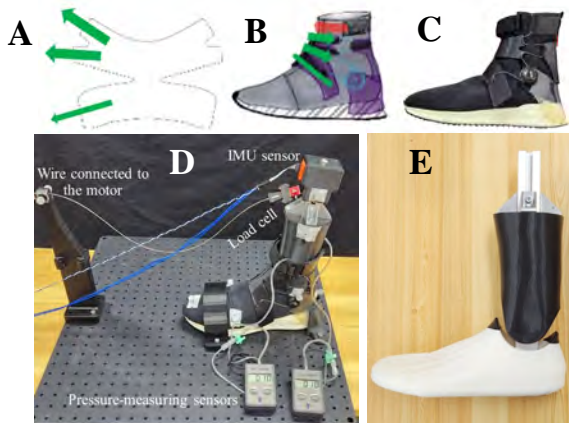 A
B
C
D
IMU sensor
Wire connected to
the motor
Load cell
E
Pressure-measuring sensors